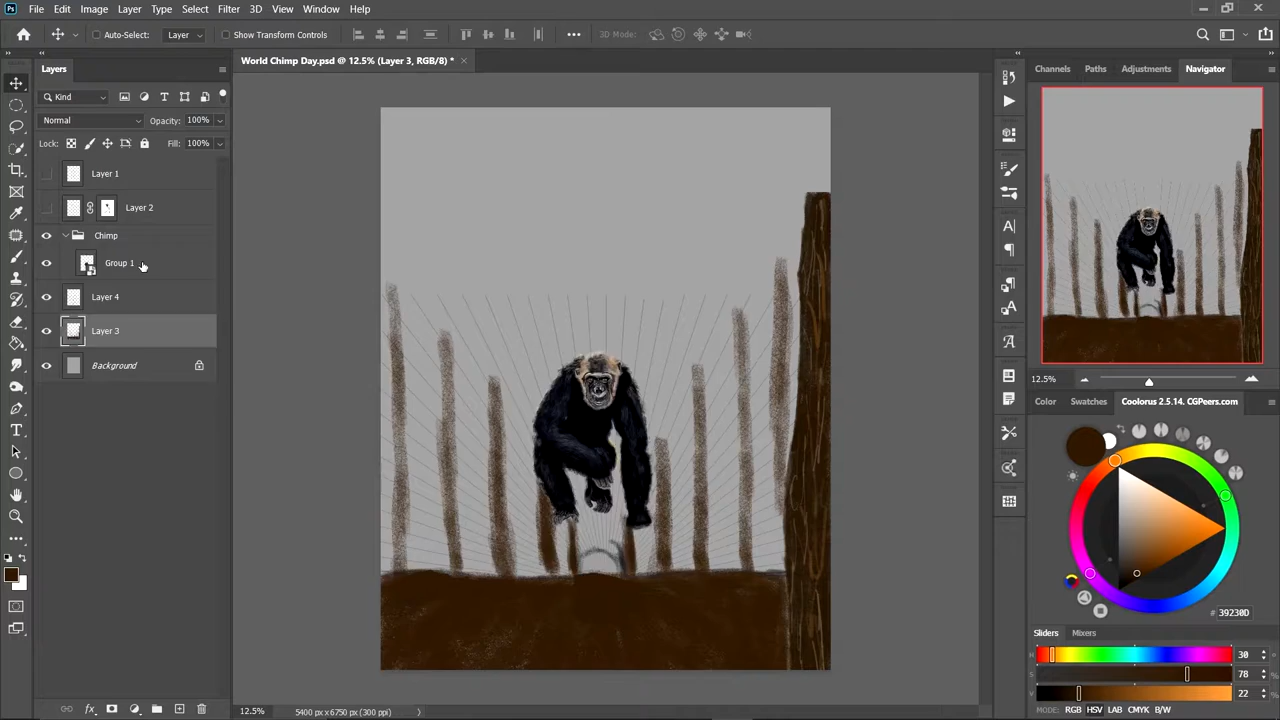 Ps File Edit Image Layer Type Select Filter 3D View Window Help
Auto-Select: Layer Show Transform Controls 3D Mode:
Layers
World Chimp Day.psd @ 12.5% (Layer 3, RGB/8) *
Channels Paths Adjustments Navigator
Kind
Normal Opacity: 100%
Lock: Fill: 100%
Layer 1
Layer 2
Chimp
Group 1
Layer 4
Layer 3
Background
12.5%
Color Swatches Coolorus 2.5.14. CGPeers.com
# 39230D
Sliders Mixers
H 30 °
S 78 %
V 22 %
MODE: RGB HSV LAB CMYK B/W
fx
12.5% 5400 px x 6750 px (300 ppi)